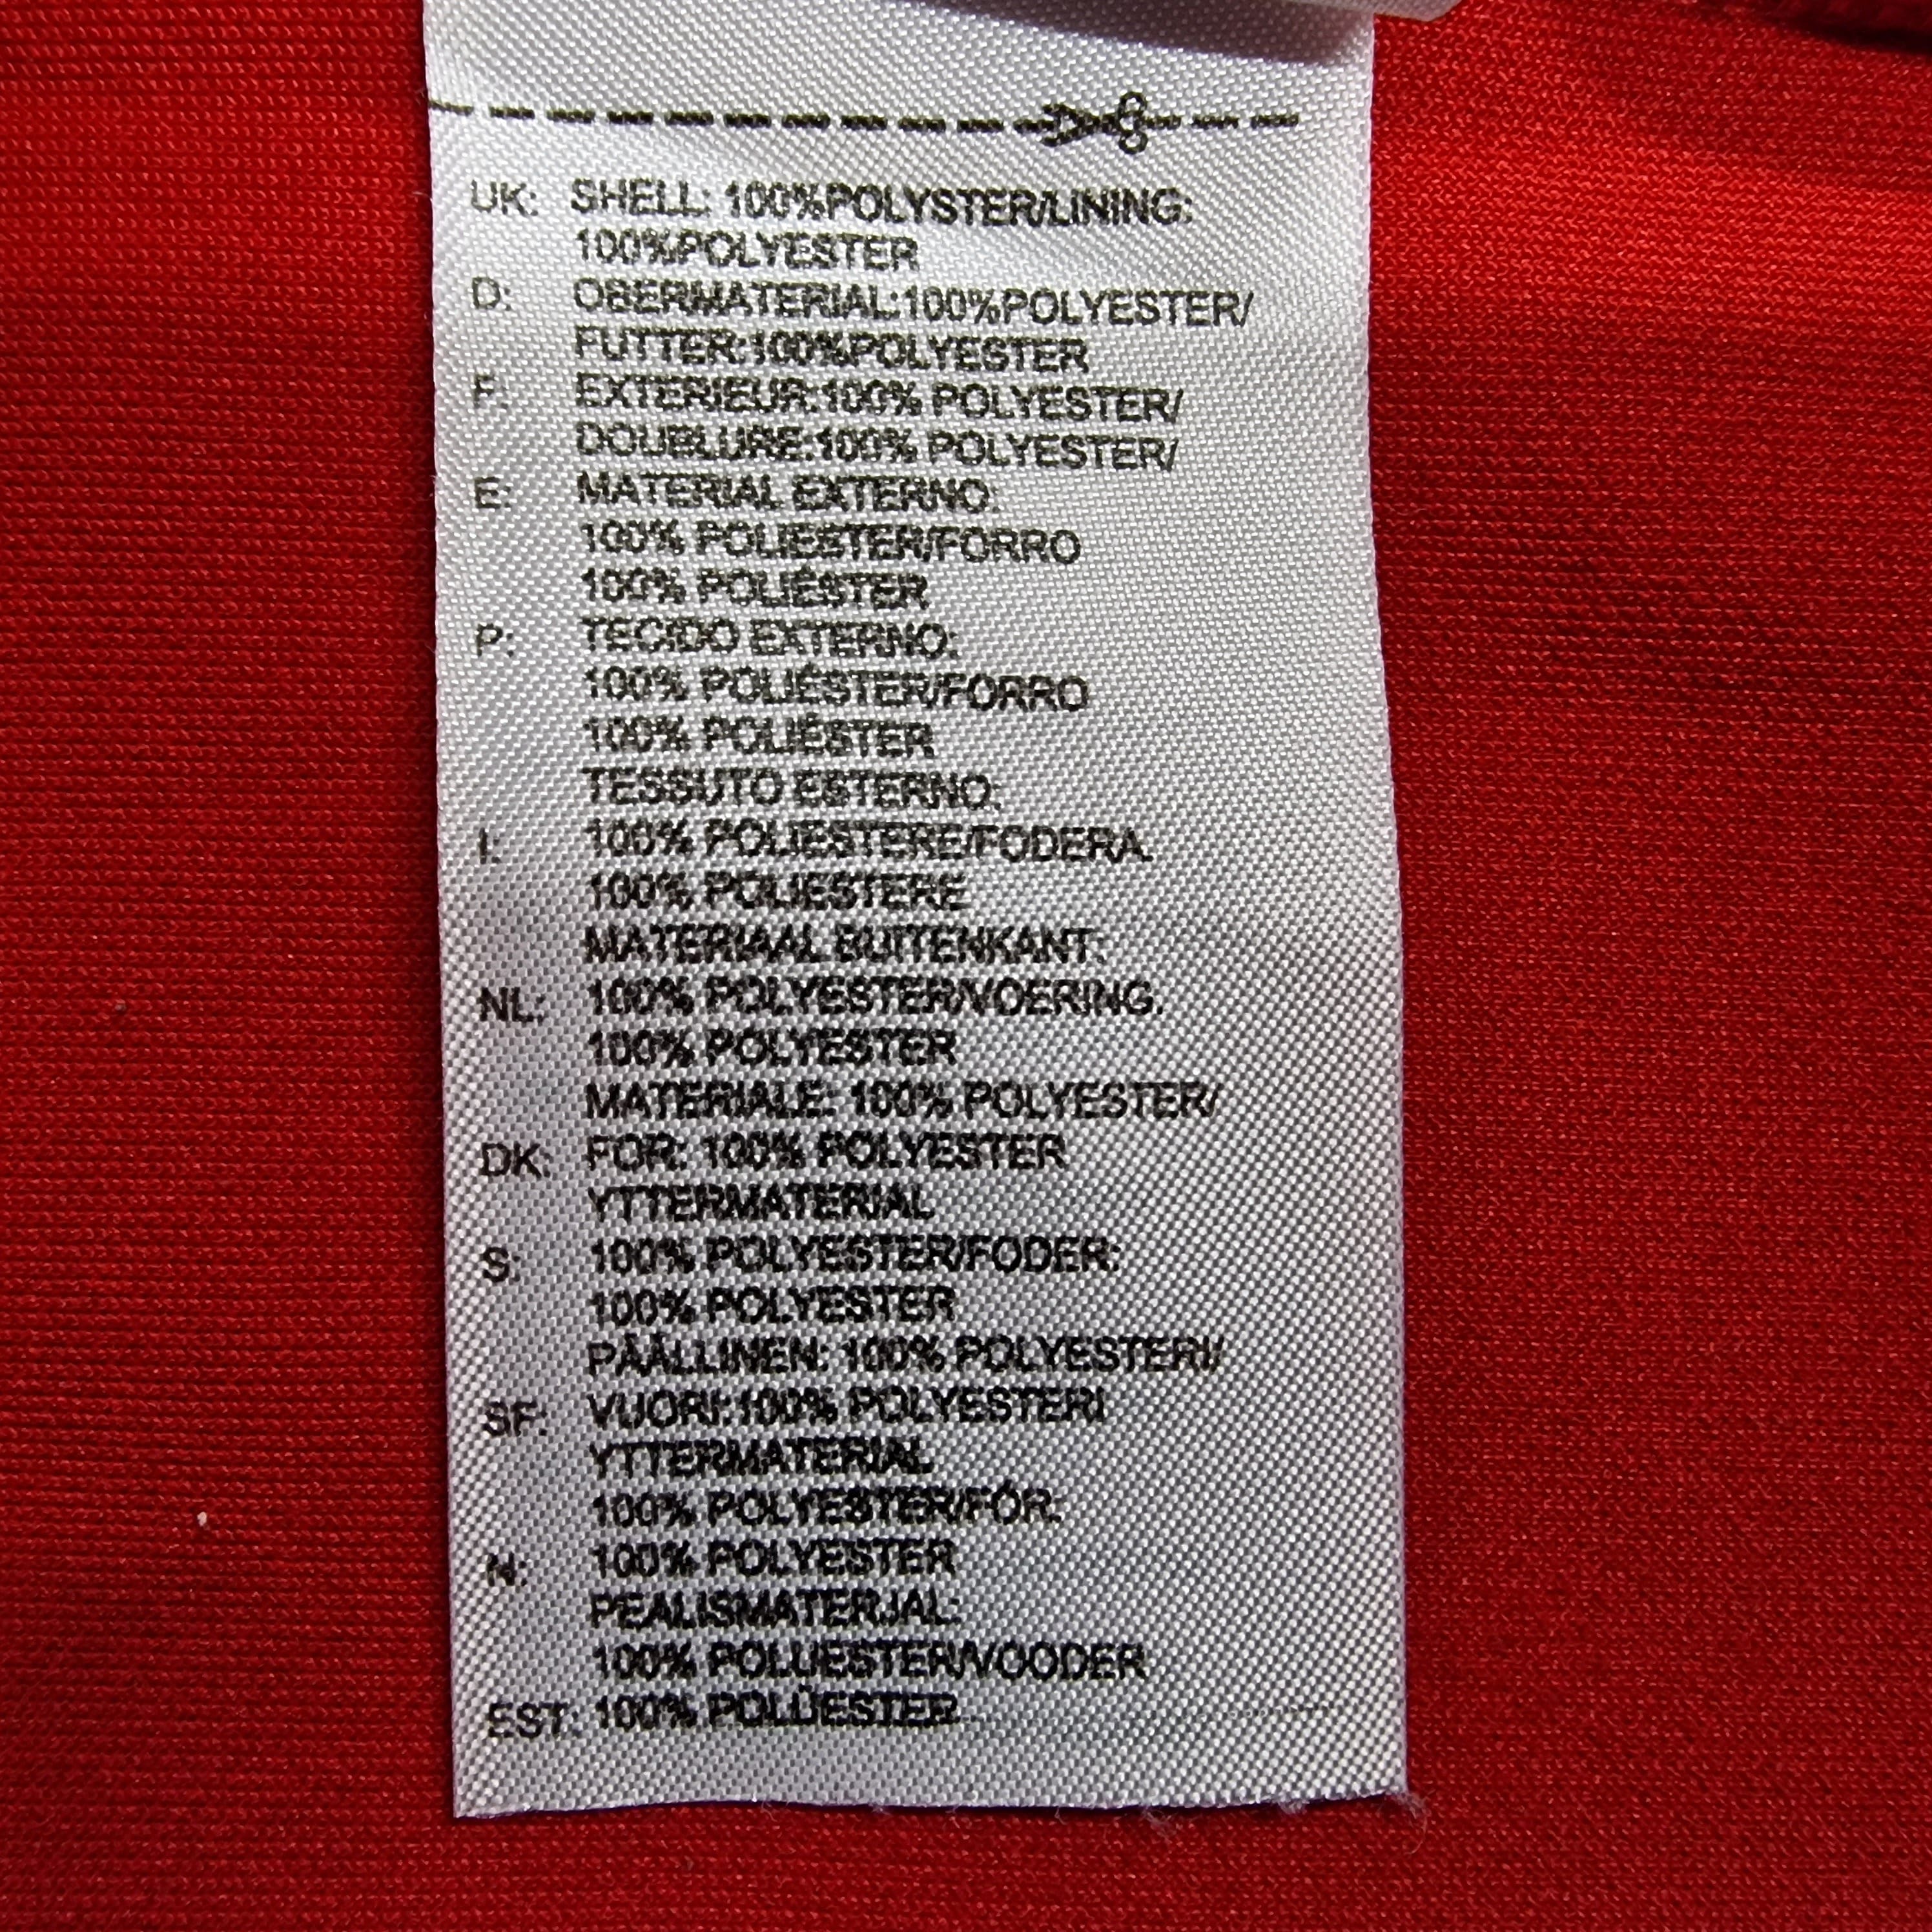 UK: SHELL: 100%POLYSTER/LINING:
100%POLYESTER
D: OBERMATERIAL:100%POLYESTER/
FUTTER:100%POLYESTER
F: EXTERIEUR:100% POLYESTER/
DOUBLURE:100% POLYESTER/
E: MATERIAL EXTERNO:
100% POLIESTER/FORRO
100% POLIÉSTER
P: TECIDO EXTERNO:
100% POLIÉSTER/FORRO
100% POLIÉSTER
TESSUTO ESTERNO:
I: 100% POLIESTERE/FODERA.
100% POLIESTERE
MATERIAAL BUITENKANT:
NL: 100% POLYESTER/VOERING.
100% POLYESTER
MATERIALE: 100% POLYESTER/
DK: FOR: 100% POLYESTER
YTTERMATERIAL
S: 100% POLYESTER/FODER:
100% POLYESTER
PÄÄLLINEN: 100% POLYESTERI/
SF: VUORI:100% POLYESTERI
YTTERMATERIAL
100% POLYESTER/FÓR:
N: 100% POLYESTER
PEALISMATERJAL:
100% POLUESTER/VOODER
EST: 100% POLÜESTER